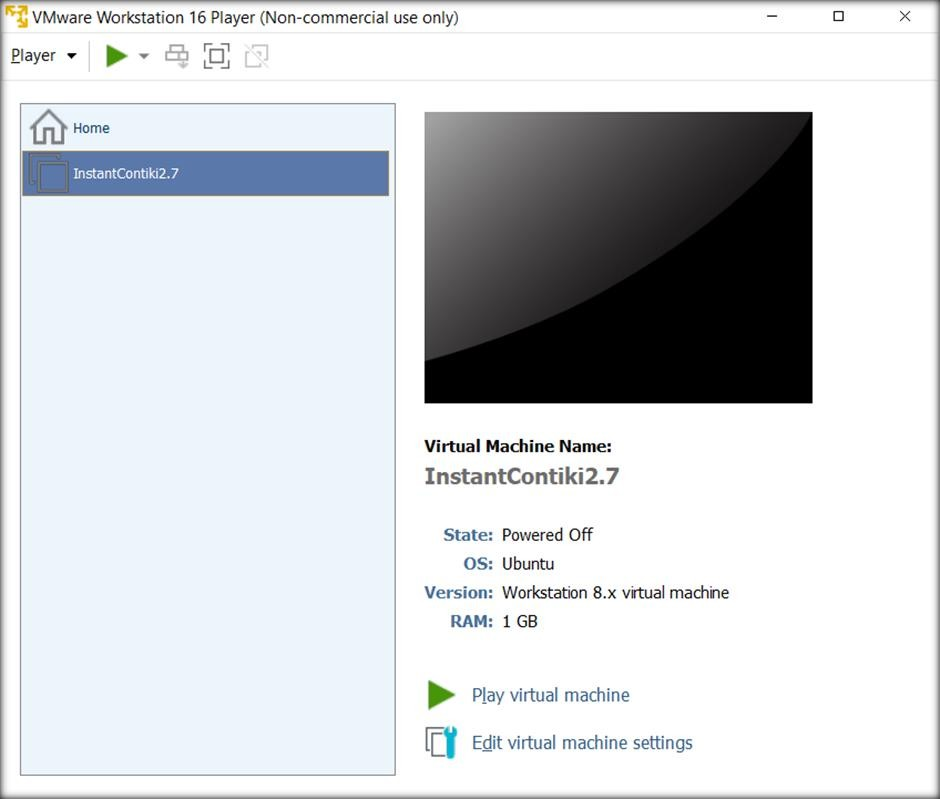 VMware Workstation 16 Player (Non-commercial use only)
Player
Home
InstantContiki2.7
Virtual Machine Name:
InstantContiki2.7
State: Powered Off
OS: Ubuntu
Version: Workstation 8.x virtual machine
RAM: 1 GB
Play virtual machine
Edit virtual machine settings